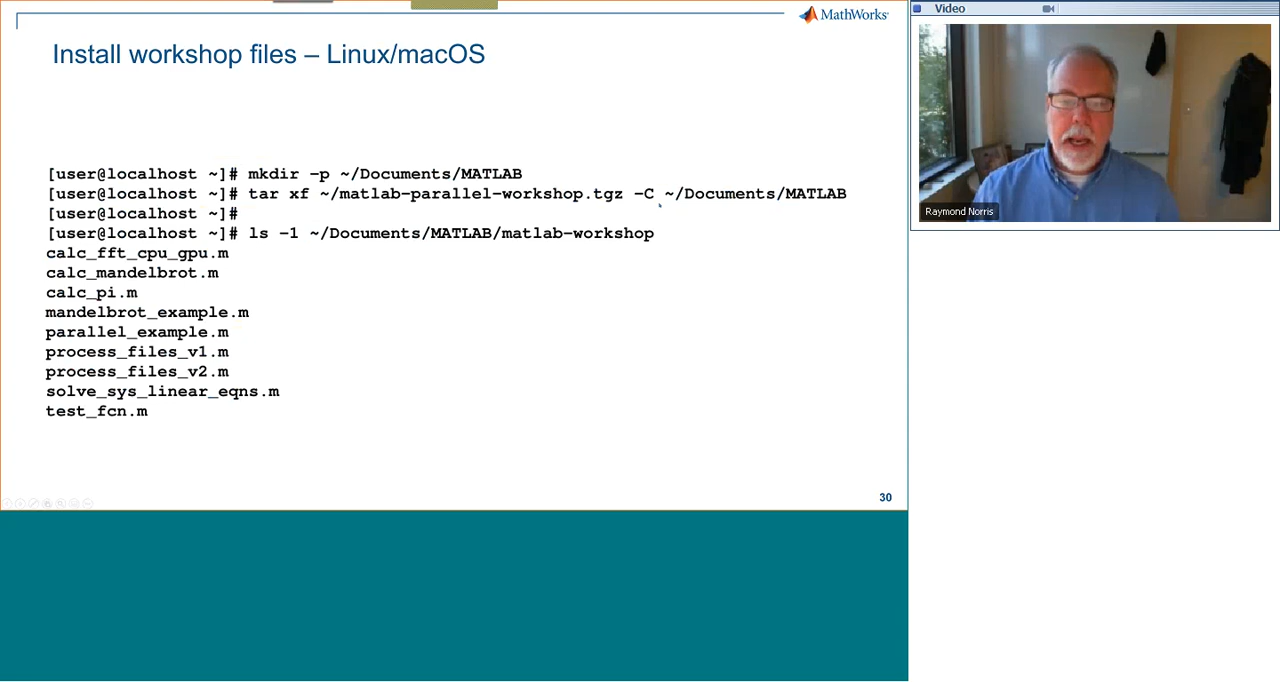 MathWorks
Install workshop files – Linux/macOS
[user@localhost ~]# mkdir –p ~/Documents/MATLAB
[user@localhost ~]# tar xf ~/matlab-parallel-workshop.tgz –C ~/Documents/MATLAB
[user@localhost ~]#
[user@localhost ~]# ls –1 ~/Documents/MATLAB/matlab-workshop
calc_fft_cpu_gpu.m
calc_mandelbrot.m
calc_pi.m
mandelbrot_example.m
parallel_example.m
process_files_v1.m
process_files_v2.m
solve_sys_linear_eqns.m
test_fcn.m
30
Video
Raymond Norris